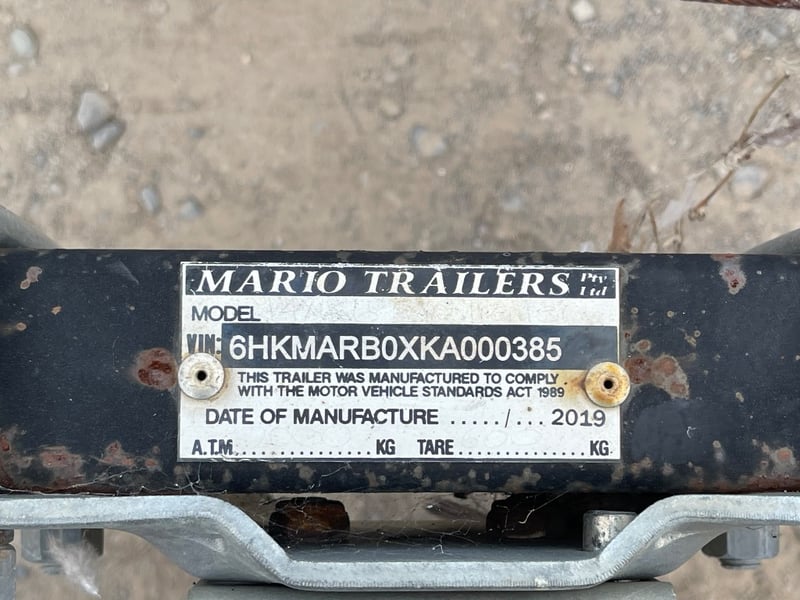 MARIO TRAILERS Pty Ltd
MODEL
VIN: 6HKMARB0XKA000385
THIS TRAILER WAS MANUFACTURED TO COMPLY
WITH THE MOTOR VEHICLE STANDARDS ACT 1989
DATE OF MANUFACTURE ...../... 2019
A.T.M............... KG TARE............. KG